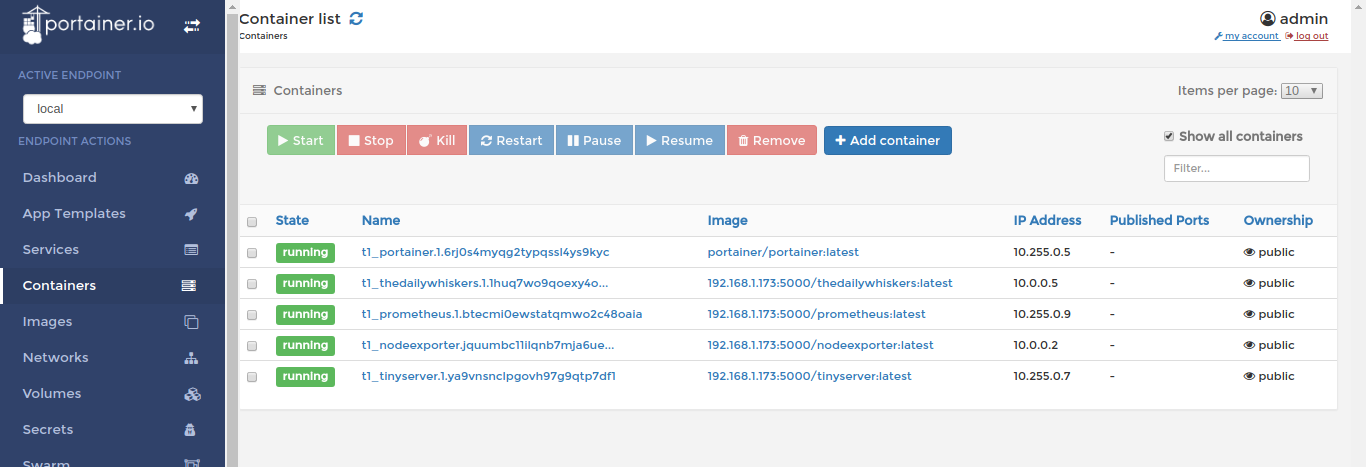 portainer.io
ACTIVE ENDPOINT
local
ENDPOINT ACTIONS
Dashboard
App Templates
Services
Containers
Images
Networks
Volumes
Secrets
Swarm
Container list
Containers
admin
my account log out
Containers
Items per page: 10
Start Stop Kill Restart Pause Resume Remove Add container
Show all containers
Filter...
State Name Image IP Address Published Ports Ownership
running t1_portainer.1.6rj0s4myqg2typqssl4ys9kyc portainer/portainer:latest 10.255.0.5 - public
running t1_thedailywhiskers.1.1huq7wo9qoexy4o... 192.168.1.173:5000/thedailywhiskers:latest 10.0.0.5 - public
running t1_prometheus.1.btecmi0ewstatqmwo2c48oaia 192.168.1.173:5000/prometheus:latest 10.255.0.9 - public
running t1_nodeexporter.jquumbc11ilqnb7mja6ue... 192.168.1.173:5000/nodeexporter:latest 10.0.0.2 - public
running t1_tinyserver.1.ya9vnsnclpgovh97g9qtp7df1 192.168.1.173:5000/tinyserver:latest 10.255.0.7 - public